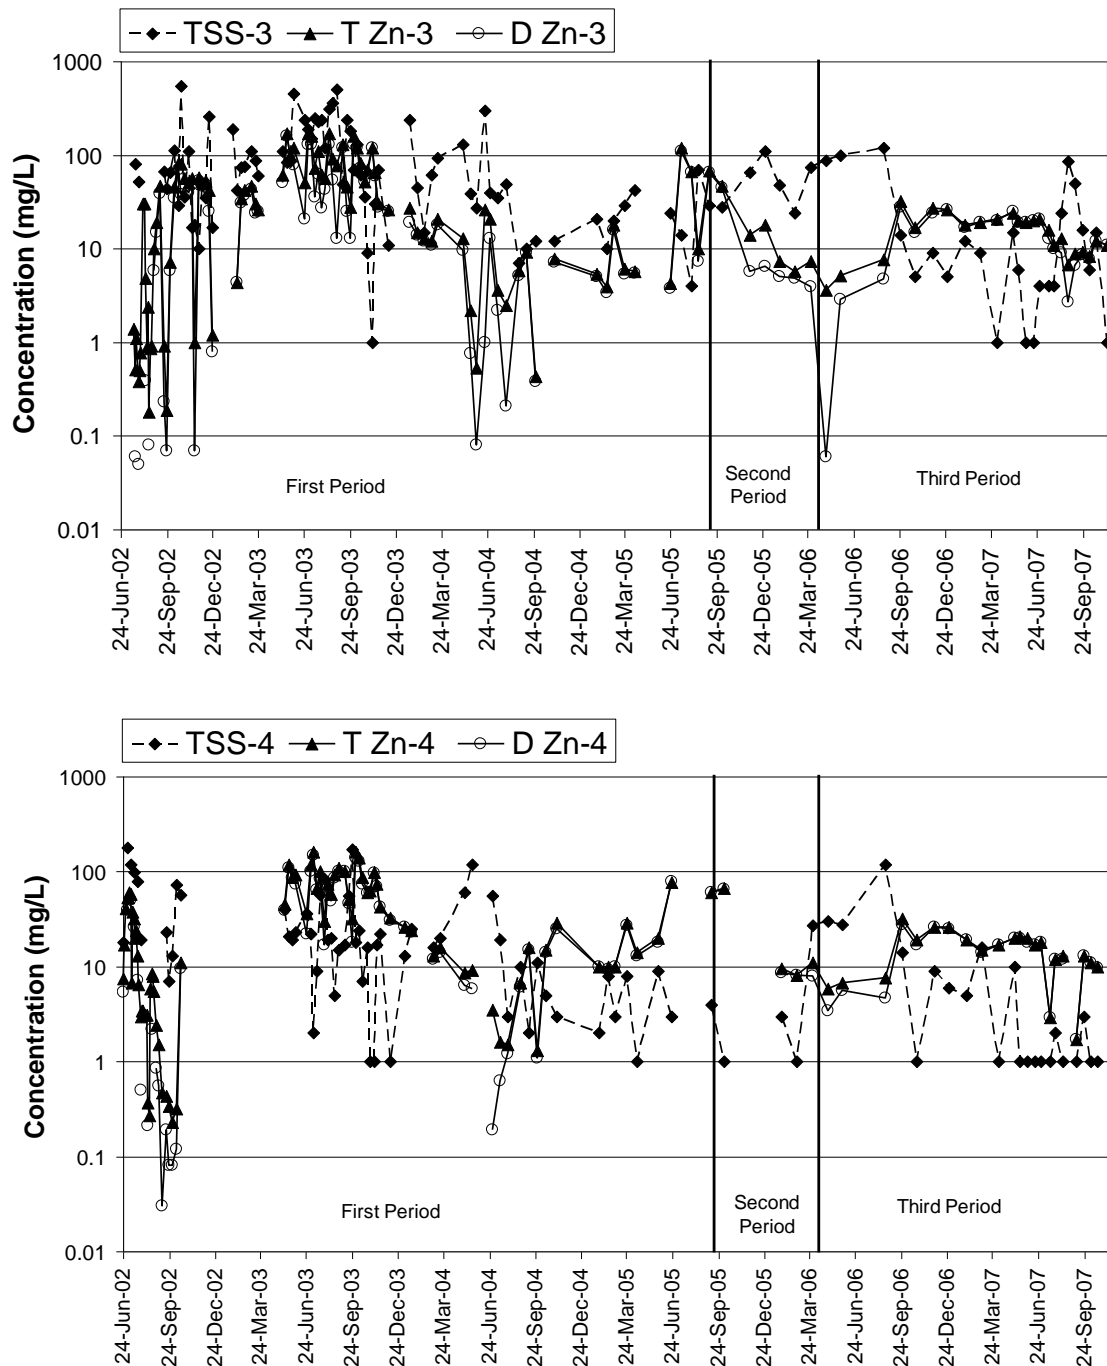 TSS-3 T Zn-3 D Zn-3
1000
100
10
1
0.1
0.01
Concentration (mg/L)
First Period
Second
Period
Third Period
24-Jun-02
24-Sep-02
24-Dec-02
24-Mar-03
24-Jun-03
24-Sep-03
24-Dec-03
24-Mar-04
24-Jun-04
24-Sep-04
24-Dec-04
24-Mar-05
24-Jun-05
24-Sep-05
24-Dec-05
24-Mar-06
24-Jun-06
24-Sep-06
24-Dec-06
24-Mar-07
24-Jun-07
24-Sep-07
TSS-4 T Zn-4 D Zn-4
1000
100
10
1
0.1
0.01
Concentration (mg/L)
First Period
Second
Period
Third Period
24-Jun-02
24-Sep-02
24-Dec-02
24-Mar-03
24-Jun-03
24-Sep-03
24-Dec-03
24-Mar-04
24-Jun-04
24-Sep-04
24-Dec-04
24-Mar-05
24-Jun-05
24-Sep-05
24-Dec-05
24-Mar-06
24-Jun-06
24-Sep-06
24-Dec-06
24-Mar-07
24-Jun-07
24-Sep-07